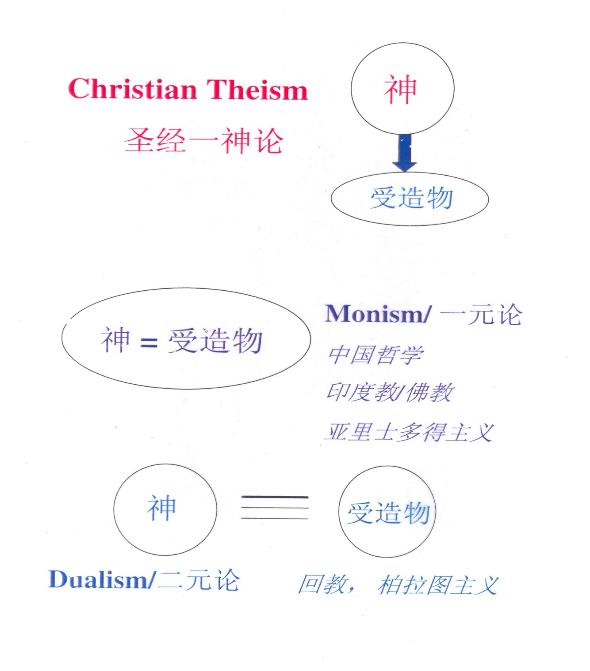 Christian Theism
圣经一神论
神
受造物
神 = 受造物
Monism/ 一元论
中国哲学
印度教/佛教
亚里士多得主义
神
受造物
Dualism/二元论
回教， 柏拉图主义